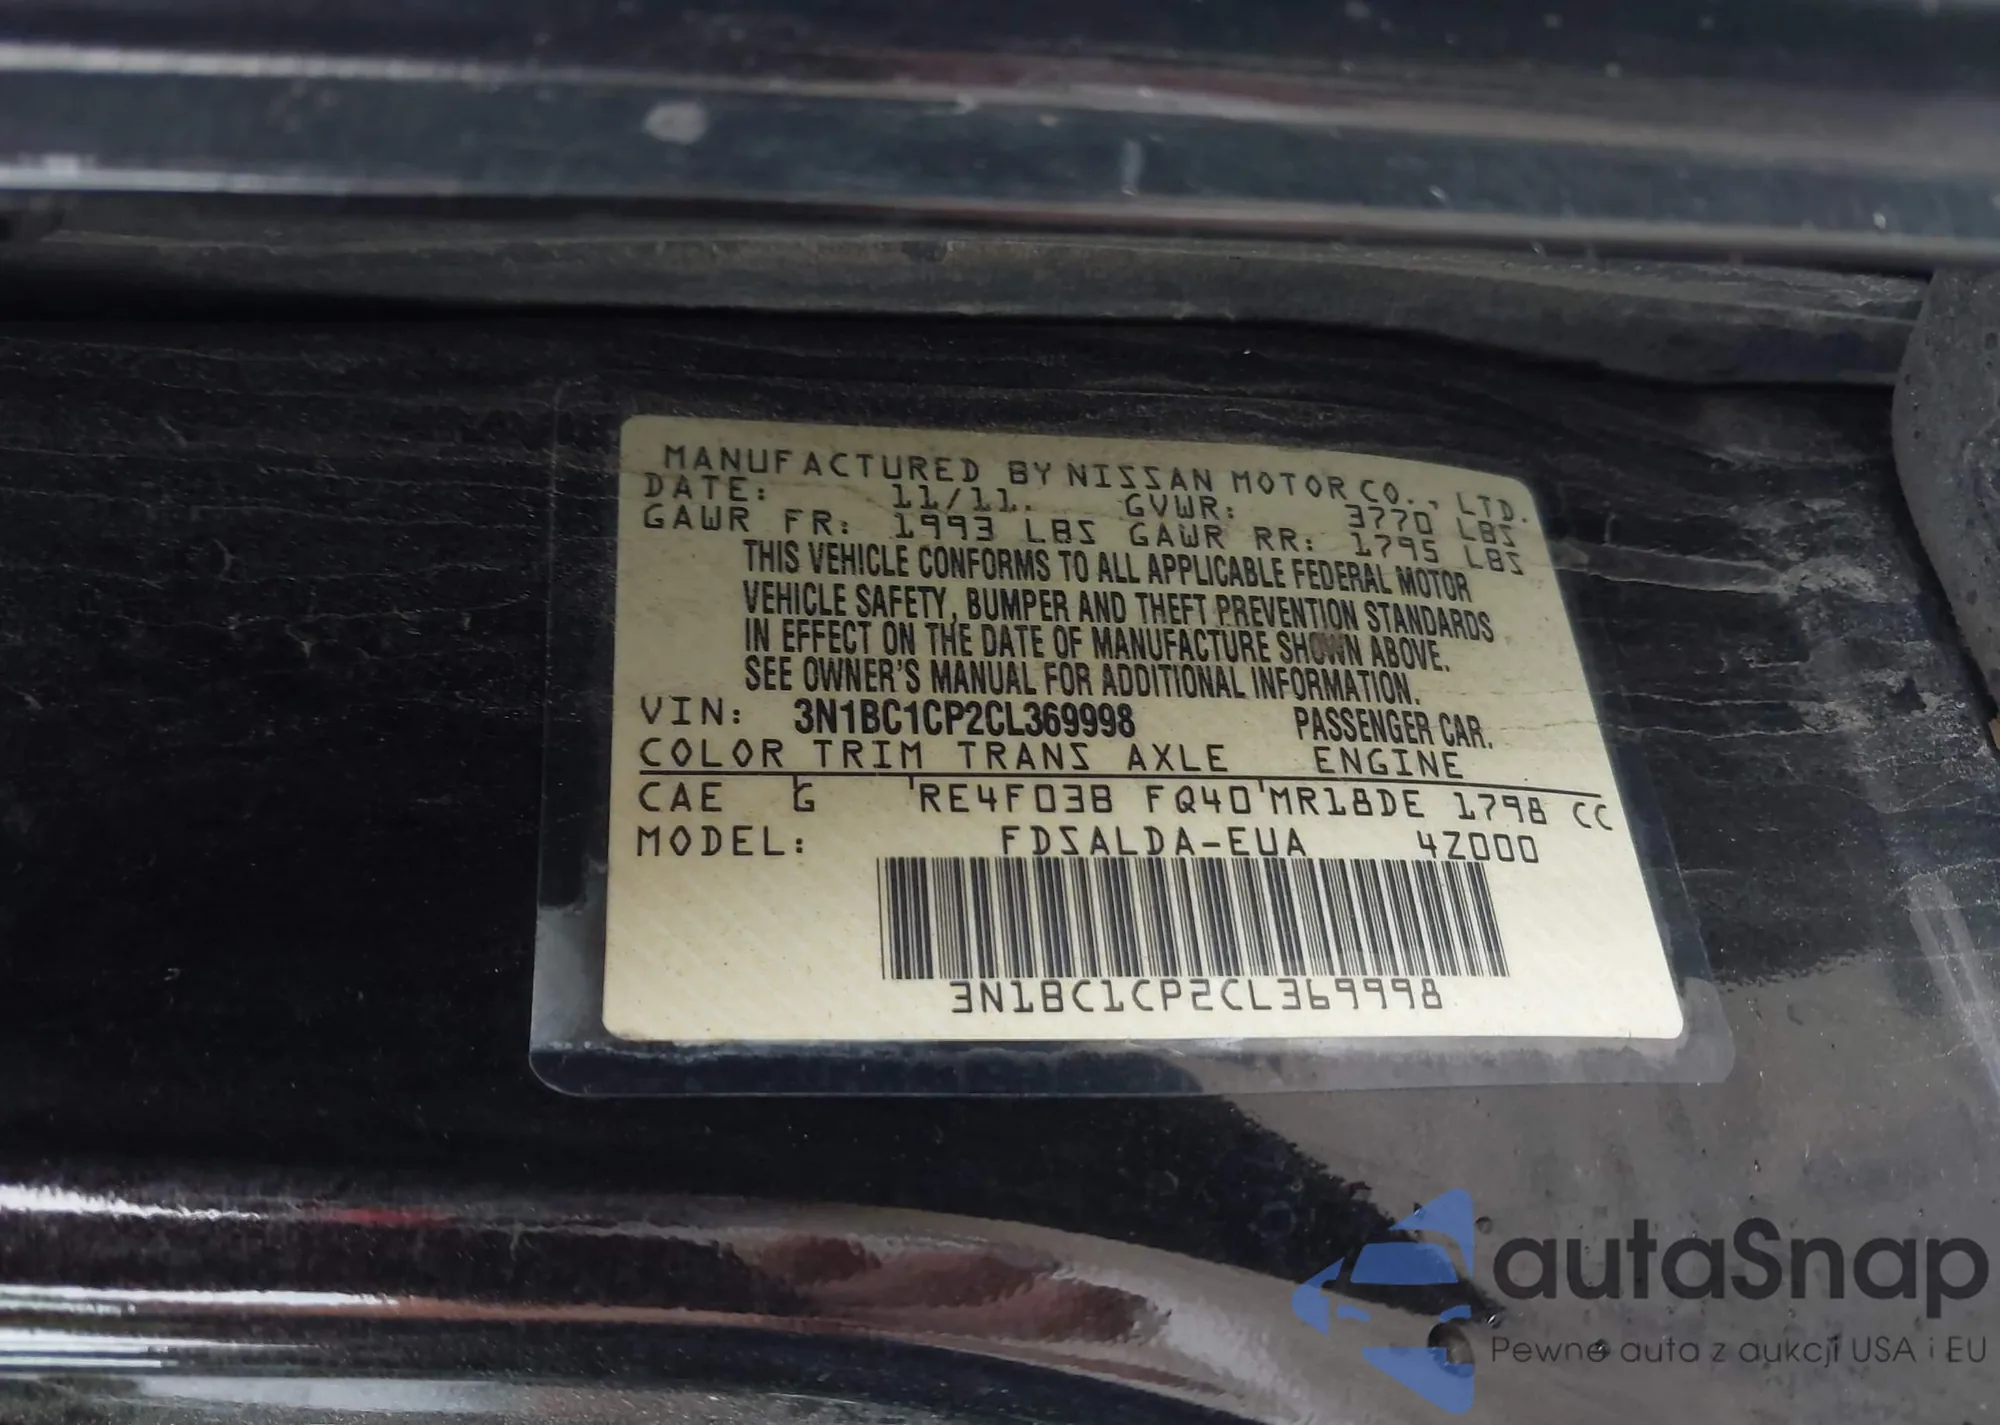 MANUFACTURED BY NISSAN MOTOR CO., LTD.
DATE: 11/11. GVWR: 3770 LBS
GAWR FR: 1993 LBS GAWR RR: 1795 LBS
THIS VEHICLE CONFORMS TO ALL APPLICABLE FEDERAL MOTOR
VEHICLE SAFETY, BUMPER AND THEFT PREVENTION STANDARDS
IN EFFECT ON THE DATE OF MANUFACTURE SHOWN ABOVE.
SEE OWNER'S MANUAL FOR ADDITIONAL INFORMATION.
VIN: 3N1BC1CP2CL369998 PASSENGER CAR.
COLOR TRIM TRANS AXLE ENGINE
CAE G RE4F03B FQ40 MR18DE 1798 CC
MODEL: FDSALDA-EUA 4Z000
3N1BC1CP2CL369998
autaSnap
Pewne auta z aukcji USA i EU